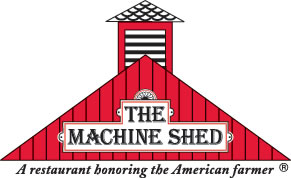 THE
MACHINE SHED
A restaurant honoring the American farmer ®